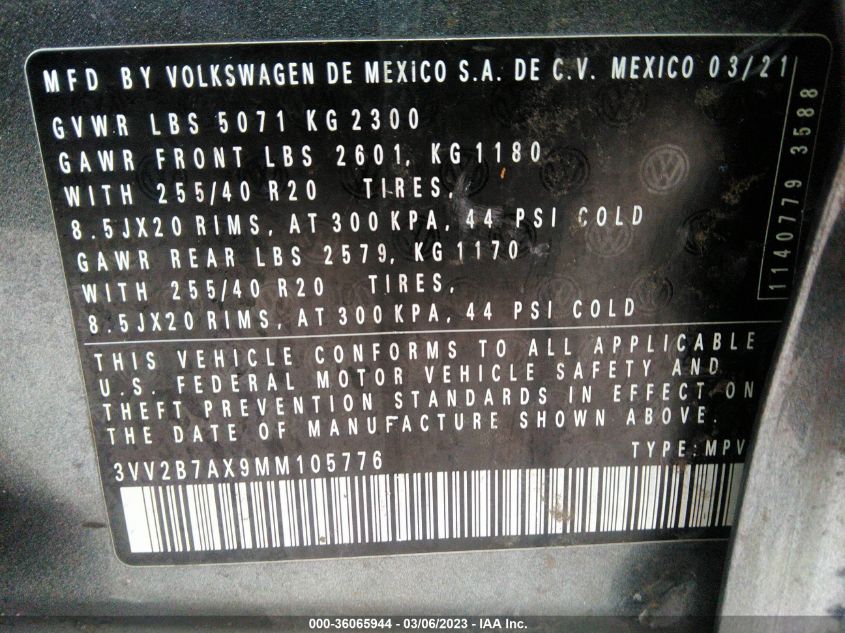 MFD BY VOLKSWAGEN DE MEXICO S.A. DE C.V. MEXICO 03/21
GVWR LBS 5071 KG 2300
GAWR FRONT LBS 2601, KG 1180
WITH 255/40 R20 TIRES,
8.5JX20 RIMS, AT 300 KPA, 44 PSI COLD
GAWR REAR LBS 2579, KG 1170
WITH 255/40 R20 TIRES,
8.5JX20 RIMS, AT 300 KPA, 44 PSI COLD
1140779 3588
THIS VEHICLE CONFORMS TO ALL APPLICABLE
U.S. FEDERAL MOTOR VEHICLE SAFETY AND
THEFT PREVENTION STANDARDS IN EFFECT ON
THE DATE OF MANUFACTURE SHOWN ABOVE.
3VV2B7AX9MM105776 TYPE: MPV
000-36065944 - 03/06/2023 - IAA Inc.